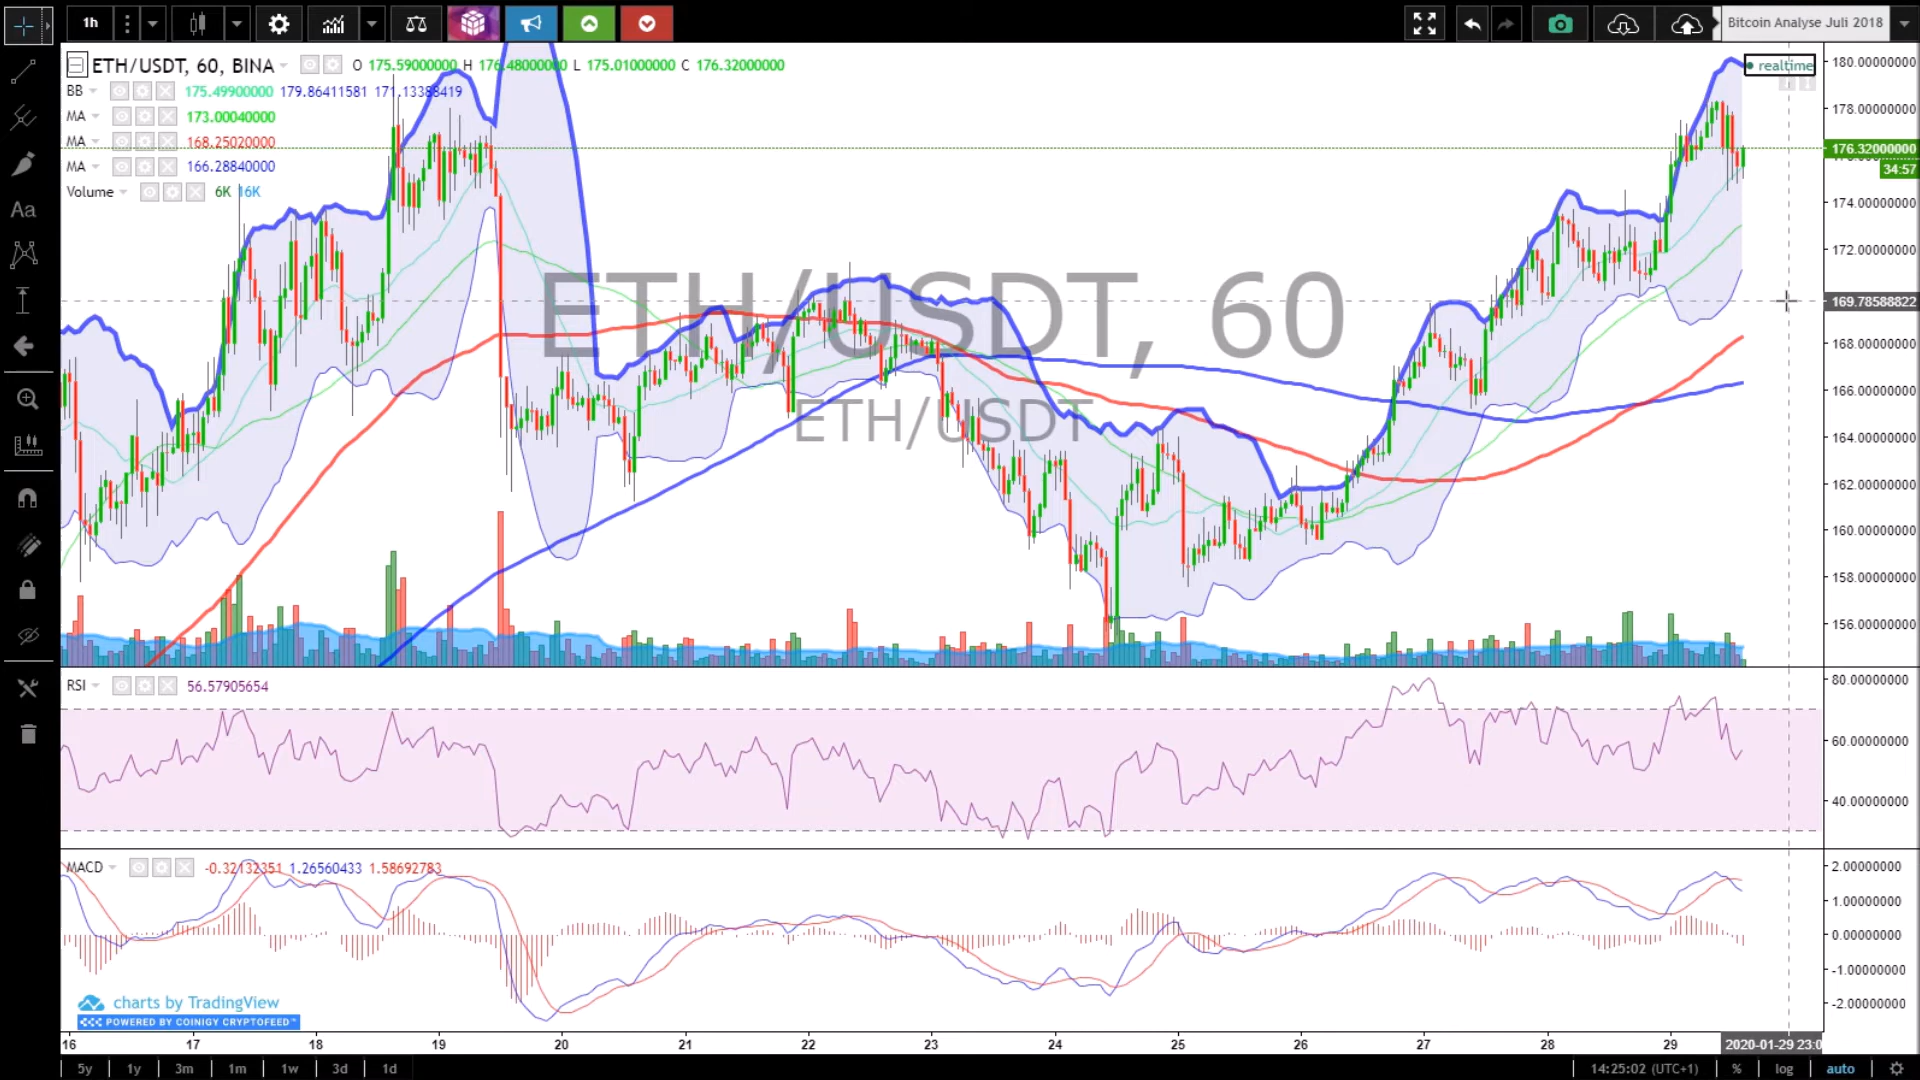 1h
Bitcoin Analyse Juli 2018
ETH/USDT, 60, BINA O 175.59000000 H 176.48000000 L 175.01000000 C 176.32000000
realtime
BB 175.49900000 179.86411581 171.13388419
MA 173.00040000
MA 168.25020000
MA 166.28840000
Volume 6K 16K
Aa
ETH/USDT, 60
ETH/USDT
180.00000000
178.00000000
176.32000000
34:57
174.00000000
172.00000000
169.78588822
168.00000000
166.00000000
164.00000000
162.00000000
160.00000000
158.00000000
156.00000000
RSI 56.57905654
80.00000000
60.00000000
40.00000000
MACD -0.32132351 1.26560433 1.58692783
2.00000000
1.00000000
0.00000000
-1.00000000
-2.00000000
charts by TradingView
POWERED BY COINIGY CRYPTOFEED™
16 17 18 19 20 21 22 23 24 25 26 27 28 29 2020-01-29 23:0
5y 1y 3m 1m 1w 3d 1d 14:25:02 (UTC+1) % log auto